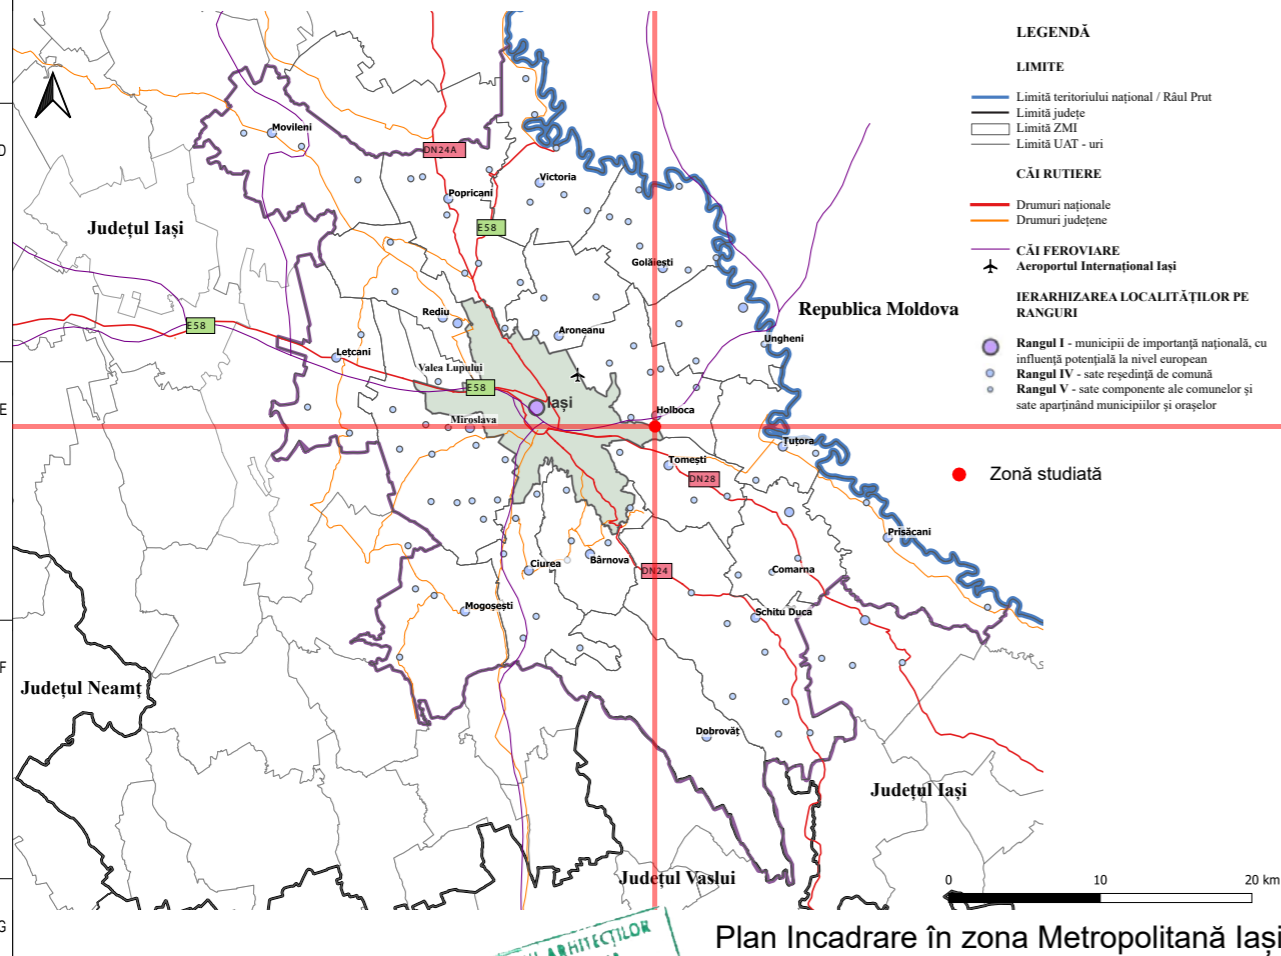 LEGENDĂ
LIMITE
Limită teritoriului național / Râul Prut
Limită județe
Limită ZMI
Limită UAT - uri
CĂI RUTIERE
Drumuri naționale
Drumuri județene
CĂI FEROVIARE
Aeroportul Internațional Iași
IERARHIZAREA LOCALITĂȚILOR PE
RANGURI
Rangul I - municipii de importanță națională, cu
influență potențială la nivel european
Rangul IV - sate reședință de comună
Rangul V - sate componente ale comunelor și
sate aparținând municipiilor și orașelor
Zonă studiată
D
E
F
G
Movileni
DN24A
Victoria
Popricani
Județul Iași
E58
Golăiești
Republica Moldova
Rediu
E58
Aroneanu
Ungheni
Lețcani
Valea Lupului
E58
Iași
Holboca
Miroslava
Țuțora
Tomești
DN28
Prisăcani
Ciurea
Bârnova
DN24
Comarna
Mogoșești
Schitu Duca
Județul Neamț
Dobrovăț
Județul Iași
Județul Vaslui
0 10 20 km
ARHITECȚILOR
Plan Incadrare în zona Metropolitană Iași